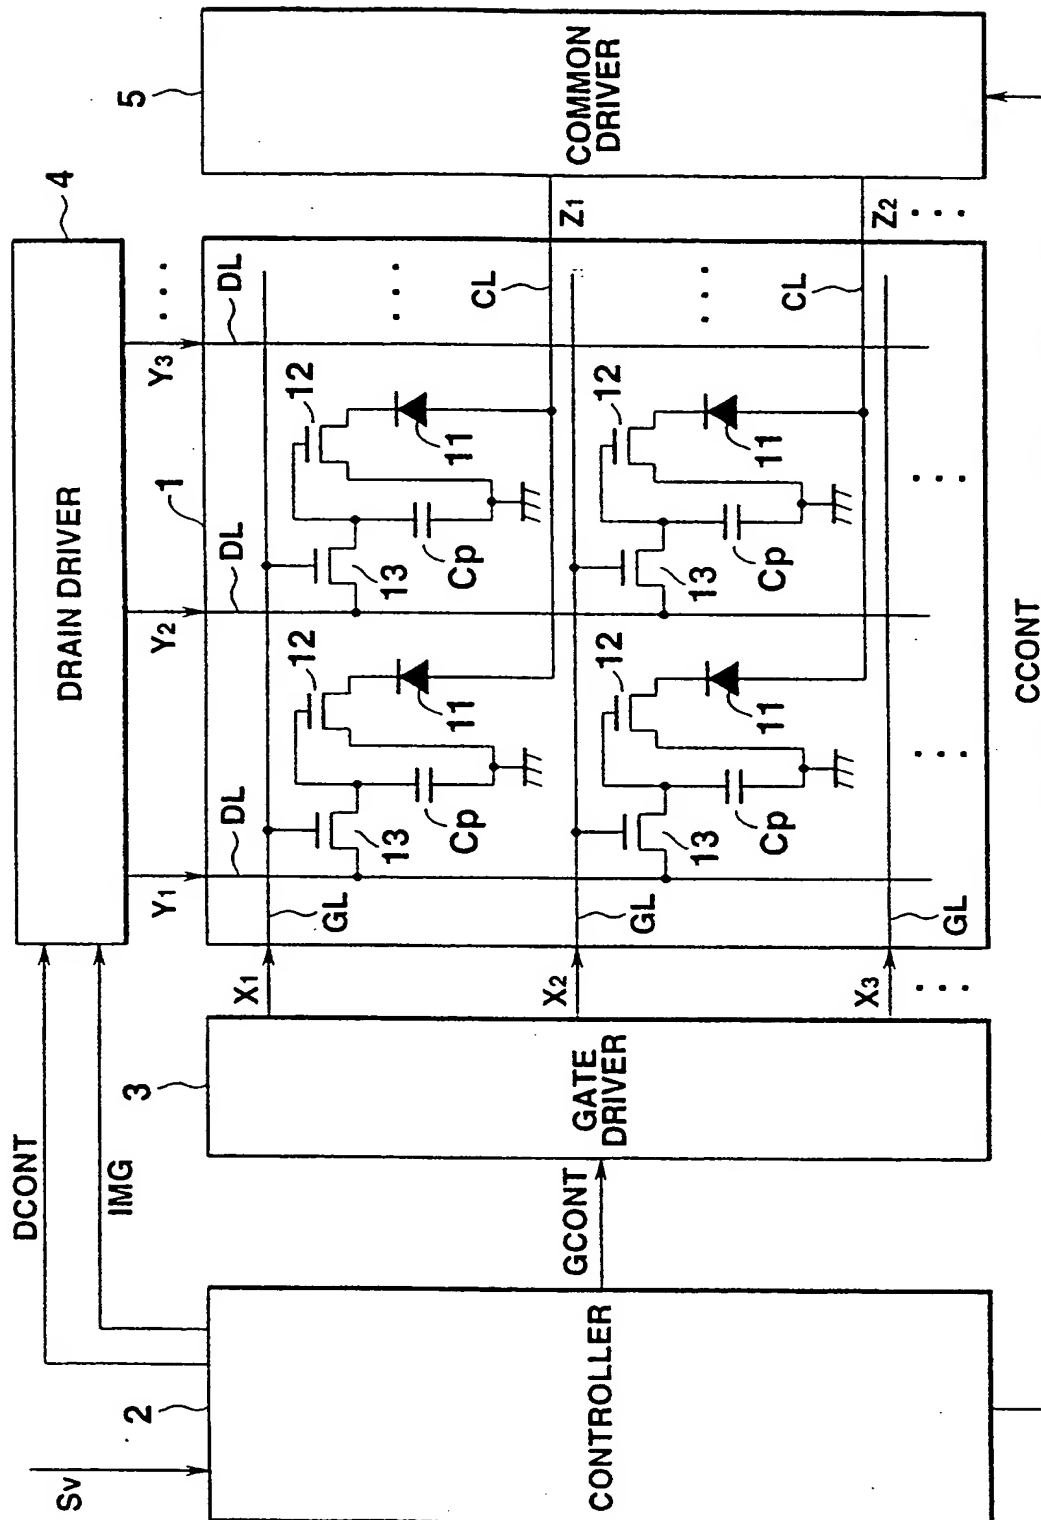 DRAIN DRIVER
4
COMMON
DRIVER
5
DCONT
IMG
Y1
Y2
Y3
...
DL
DL
DL
1
...
12
12
11
11
13
13
Cp
Cp
GL
CL
Z1
X1
...
12
12
11
11
13
13
Cp
Cp
GL
CL
Z2
X2
...
...
...
GL
X3
...
GATE
DRIVER
3
GCONT
CONTROLLER
2
Sv
CCONT